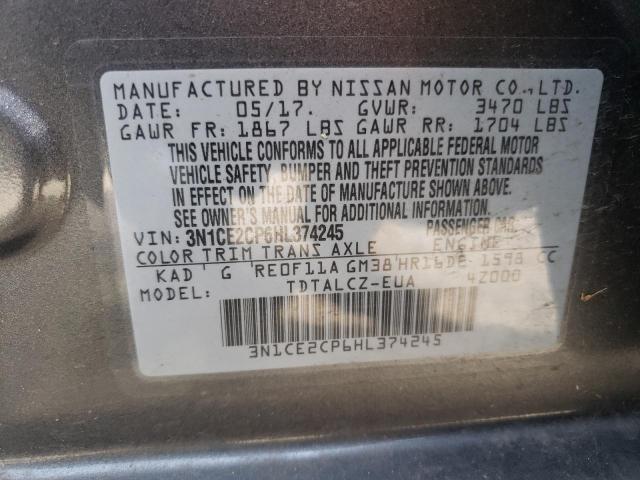 MANUFACTURED BY NISSAN MOTOR CO., LTD.
DATE: 05/17. GVWR: 3470 LBS
GAWR FR: 1867 LBS GAWR RR: 1704 LBS
THIS VEHICLE CONFORMS TO ALL APPLICABLE FEDERAL MOTOR
VEHICLE SAFETY, BUMPER AND THEFT PREVENTION STANDARDS
IN EFFECT ON THE DATE OF MANUFACTURE SHOWN ABOVE.
SEE OWNER'S MANUAL FOR ADDITIONAL INFORMATION.
VIN: 3N1CE2CP6HL374245 PASSENGER CAR
COLOR TRIM TRANS AXLE ENGINE
KAD G RE0F11A GM38 HR16DE 1598 CC
MODEL: TDTALCZ-EUA 4Z000
3N1CE2CP6HL374245